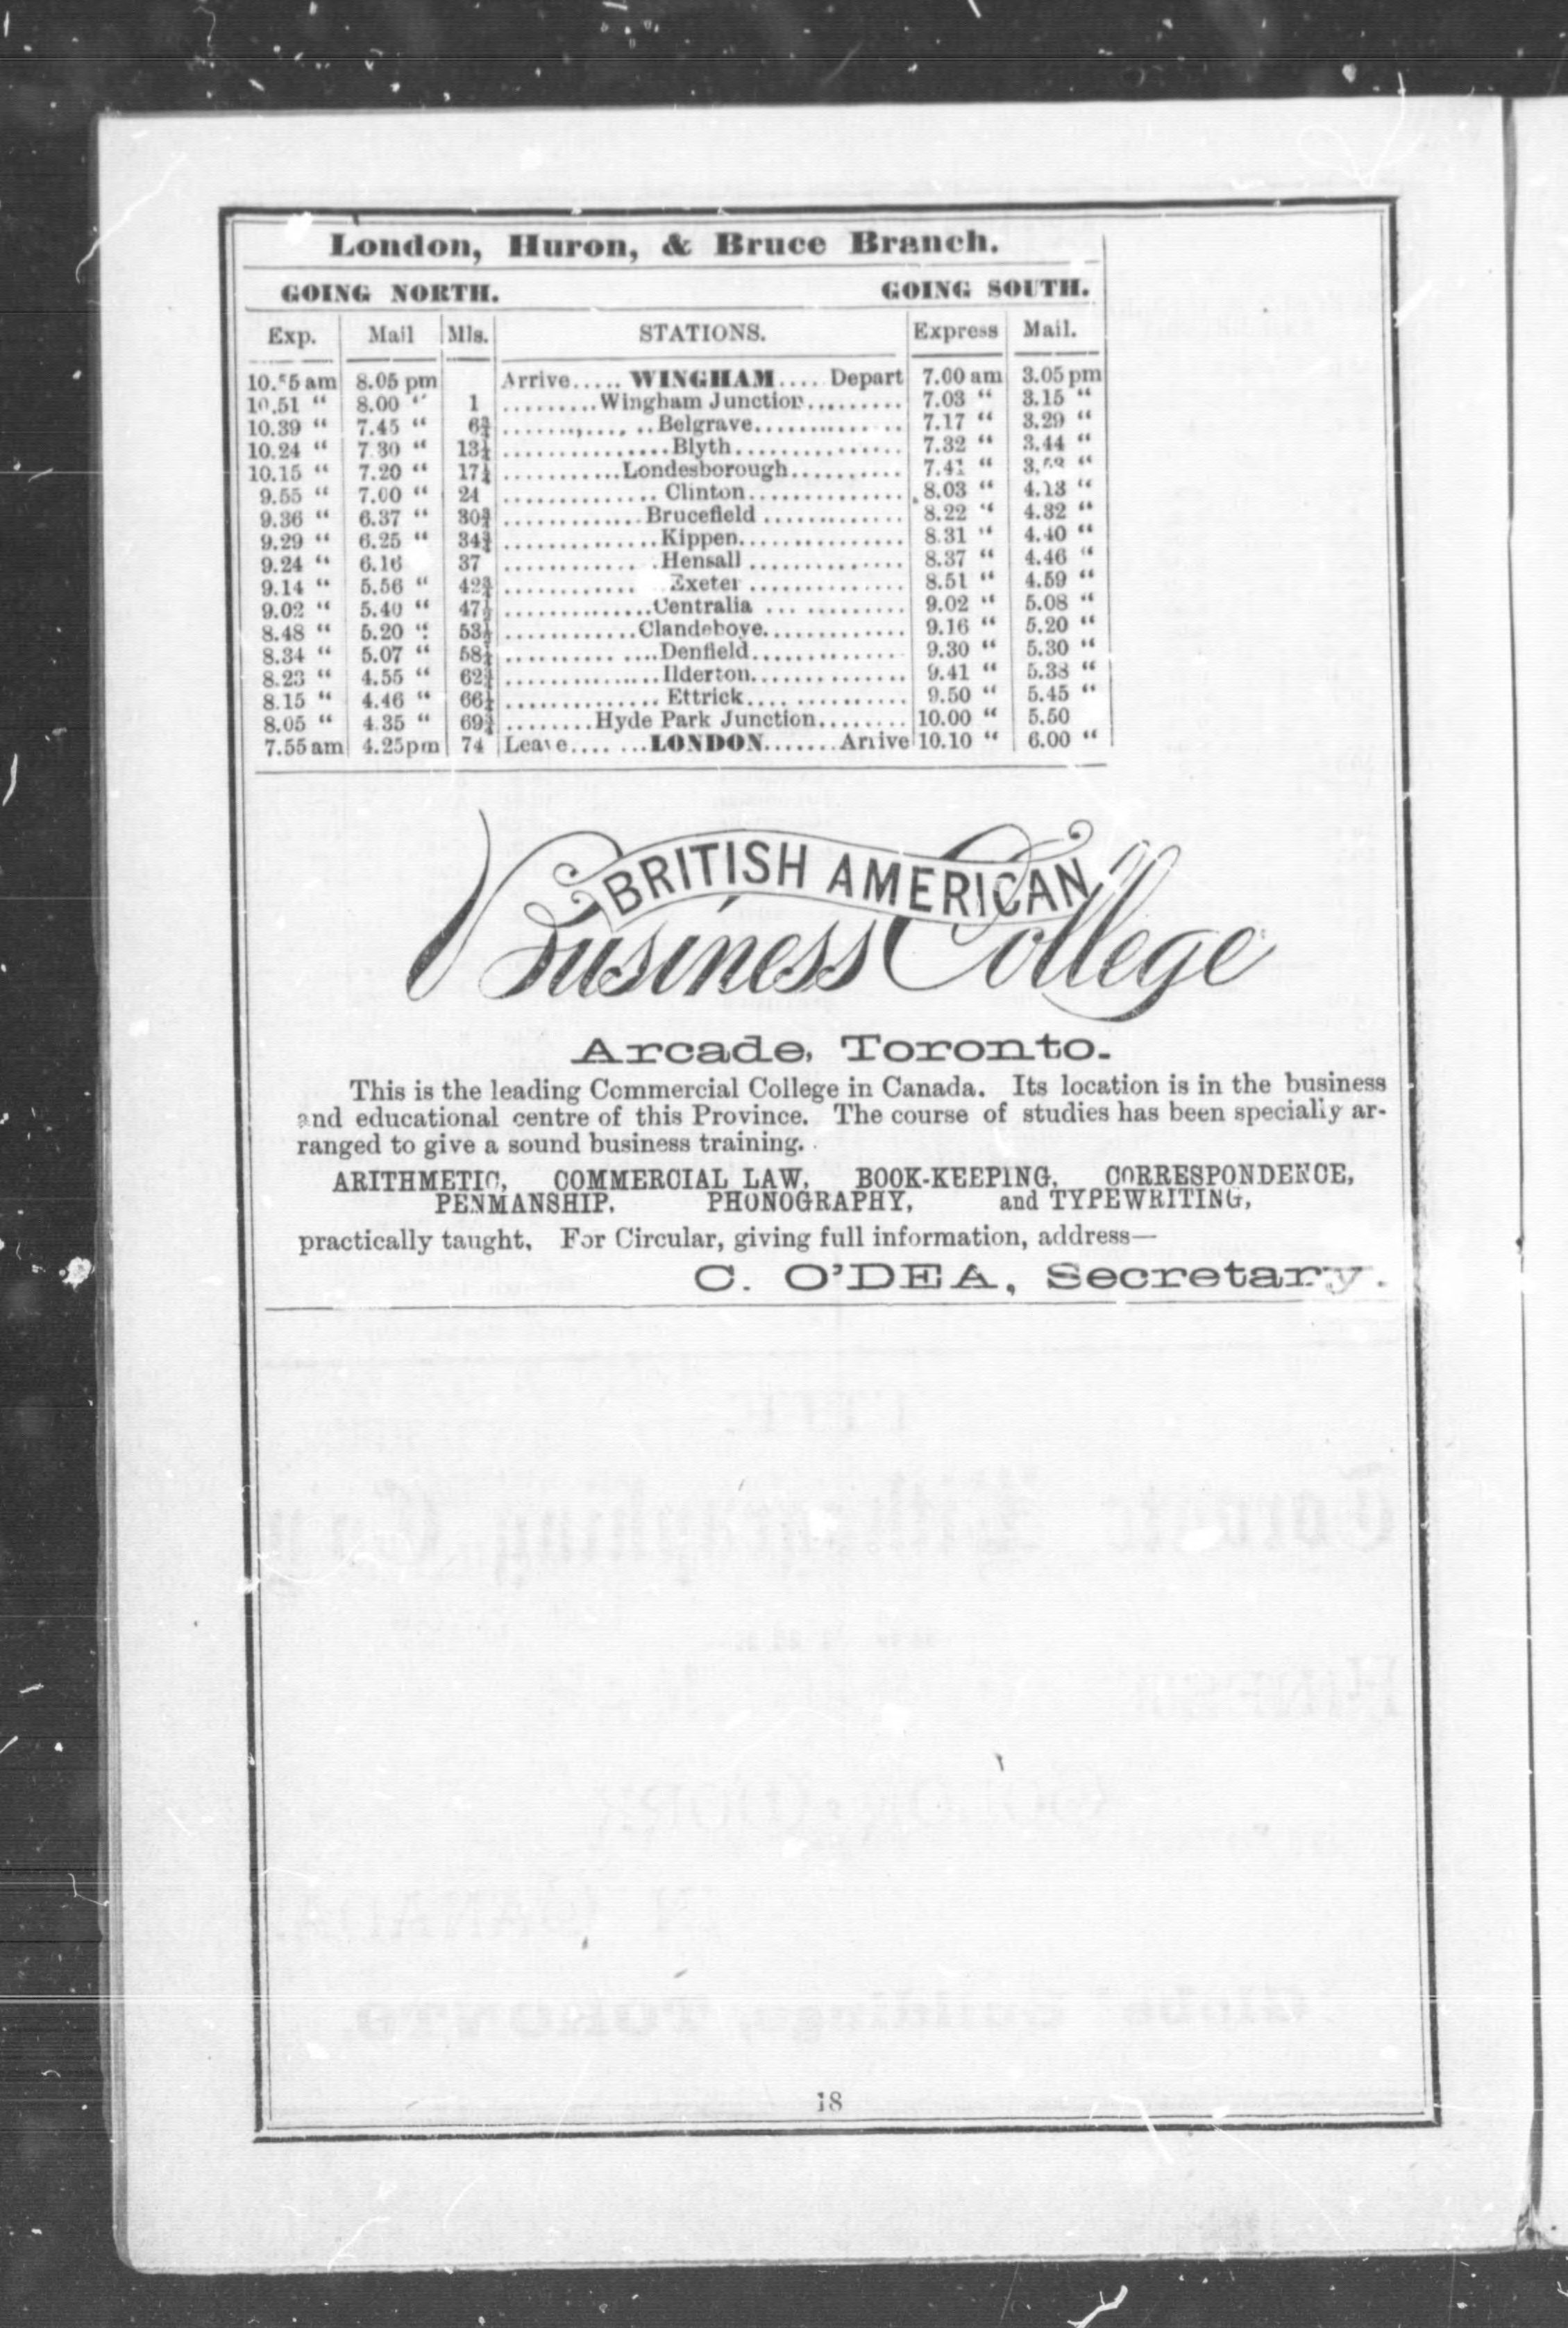 London, Huron, & Bruce Branch.
GOING NORTH. GOING SOUTH.
Exp. Mail Mls. STATIONS. Express Mail.
10.55 am 8.05 pm Arrive..... WINGHAM.... Depart 7.00 am 3.05 pm
10.51 “ 8.00 “ 1 .........Wingham Junction......... 7.03 “ 3.15 “
10.39 “ 7.45 “ 6¾ ..............Belgrave............. 7.17 “ 3.29 “
10.24 “ 7.30 “ 13¼ ................Blyth............... 7.32 “ 3.44 “
10.15 “ 7.20 “ 17¼ ...........Londesborough.......... 7.41 “
9.55 “ 7.00 “ 24 .............. Clinton.............. 8.03 “ 4.13 “
9.36 “ 6.37 “ 30¾ .............Brucefield ............. 8.22 “ 4.32 “
9.29 “ 6.25 “ 34¾ ..............Kippen............... 8.31 “ 4.40 “
9.24 “ 6.16 37 ..............Hensall .............. 8.37 “ 4.46 “
9.14 “ 5.56 “ 42¾ ............ Exeter .............. 8.51 “ 4.59 “
9.02 “ 5.40 “ 47½ ..............Centralia ... ......... 9.02 “ 5.08 “
8.48 “ 5.20 “ 53½ ............Clandeboye............. 9.16 “ 5.20 “
8.34 “ 5.07 “ 58½ .......... ....Denfield............. 9.30 “ 5.30 “
8.23 “ 4.55 “ 62¾ ...............Ilderton.............. 9.41 “ 5.38 “
8.15 “ 4.46 “ 66¼ .............. Ettrick.... .......... 9.50 “ 5.45 “
8.05 “ 4.35 “ 69¾ ........Hyde Park Junction........ 10.00 “ 5.50
7.55 am 4.25pm 74 Leave.... ...LONDON.......Arrive 10.10 “ 6.00 “
BRITISH AMERICAN
Business College
Arcade, Toronto.
This is the leading Commercial College in Canada. Its location is in the business
and educational centre of this Province. The course of studies has been specially ar-
ranged to give a sound business training.
ARITHMETIC, COMMERCIAL LAW, BOOK-KEEPING, CORRESPONDENCE,
PENMANSHIP, PHONOGRAPHY, and TYPEWRITING,
practically taught. For Circular, giving full information, address—
C. O'DEA, Secretary.
18